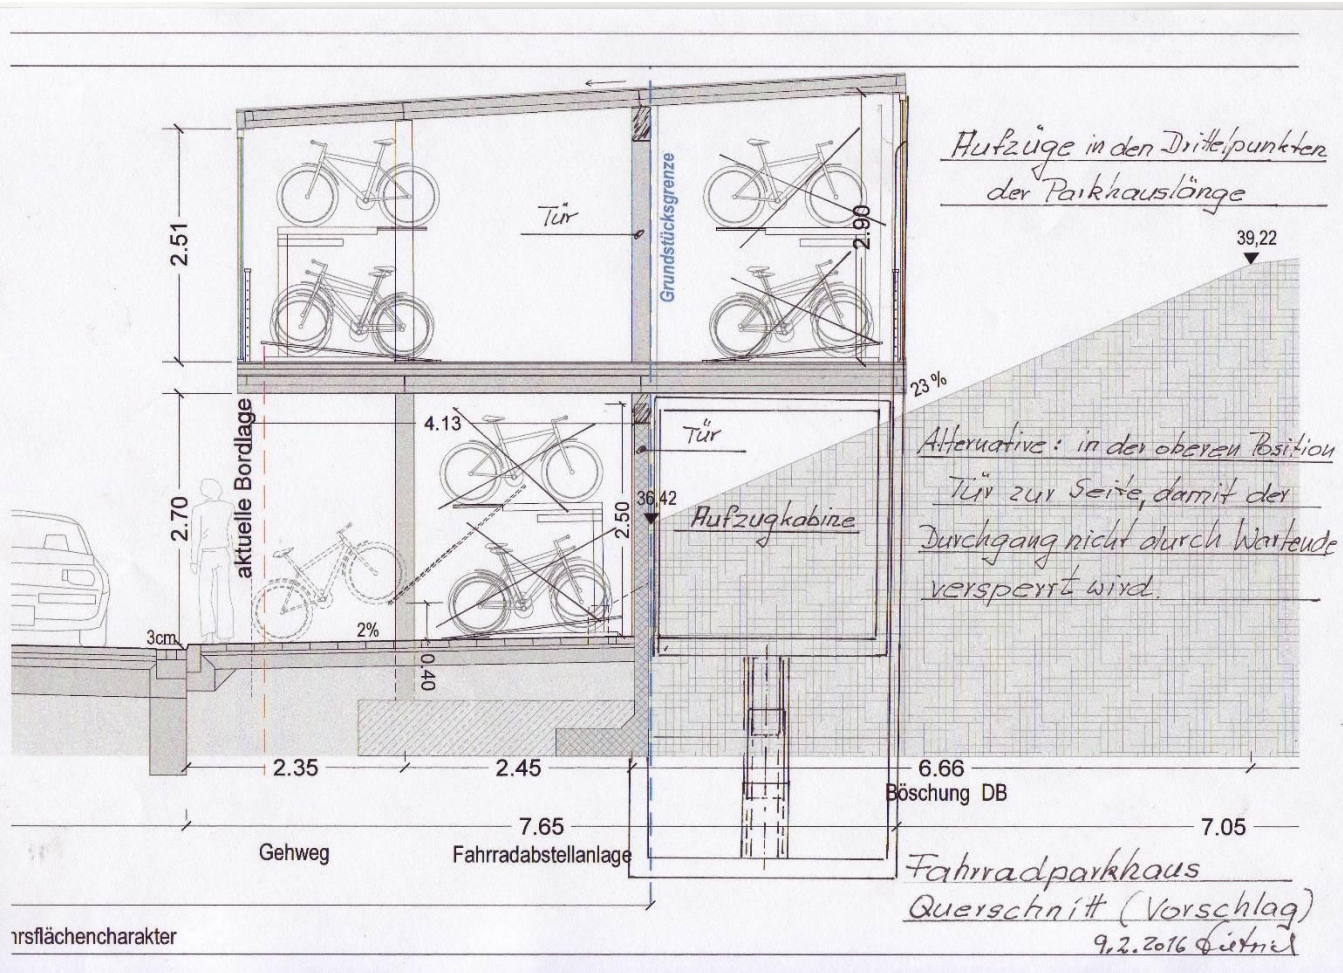 Aufzüge in den Drittelpunkten
der Parkhauslänge
Tür
Grundstücksgrenze
2.51
2.90
39,22
23 %
aktuelle Bordlage
4.13
Tür
2.70
2.50
36,42
Aufzugkabine
Alternative: in der oberen Position
Tür zur Seite, damit der
Durchgang nicht durch Wartende
versperrt wird.
3cm
2%
0.40
2.35
2.45
6.66
Böschung DB
7.65
7.05
Gehweg
Fahrradabstellanlage
Fahrradparkhaus
Querschnitt (Vorschlag)
9.2.2016
rsflächencharakter